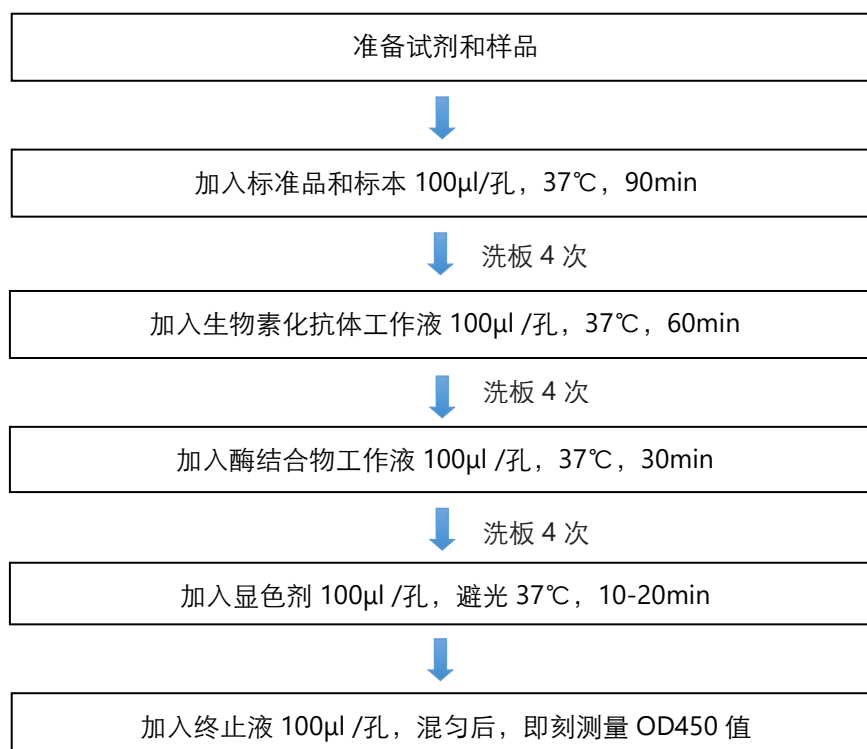 准备试剂和样品
加入标准品和标本 100μl/孔，37℃，90min
洗板 4 次
加入生物素化抗体工作液 100μl /孔，37℃，60min
洗板 4 次
加入酶结合物工作液 100μl /孔，37℃，30min
洗板 4 次
加入显色剂 100μl /孔，避光 37℃，10-20min
加入终止液 100μl /孔，混匀后，即刻测量 OD450 值